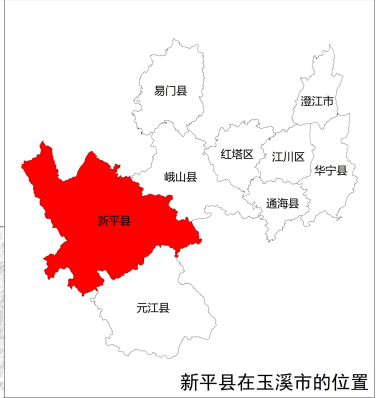 易门县
澄江市
红塔区
江川区
峨山县
华宁县
通海县
新平县
元江县
新平县在玉溪市的位置